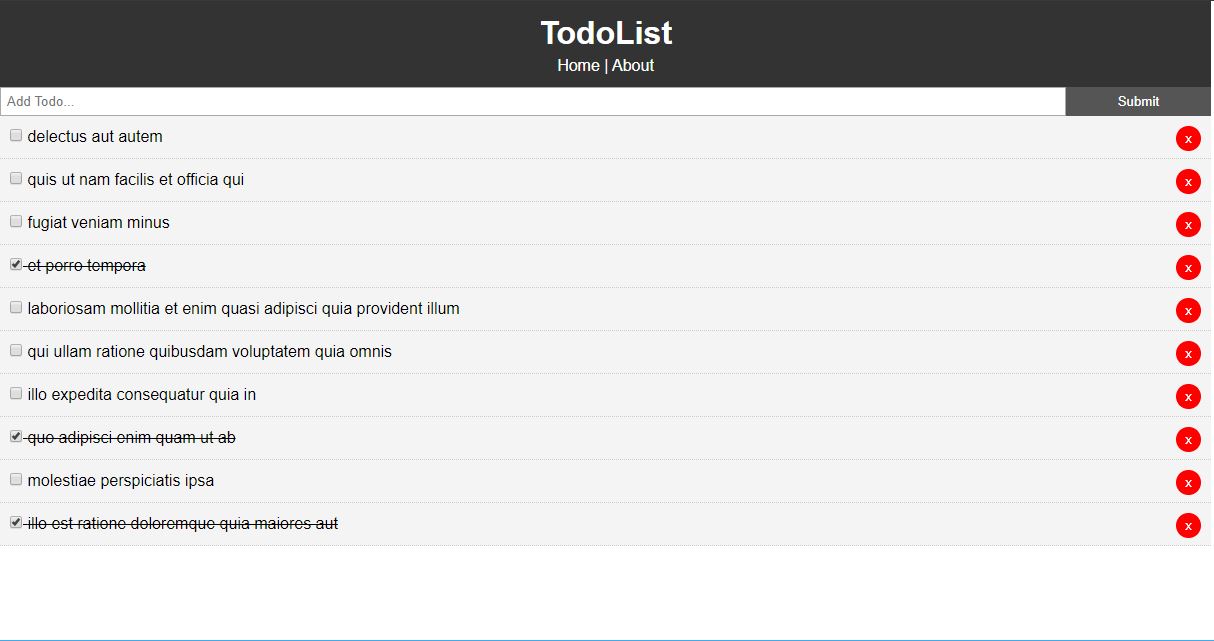 TodoList
Home | About
Add Todo...
Submit
delectus aut autem x
quis ut nam facilis et officia qui x
fugiat veniam minus x
et porro tempora x
laboriosam mollitia et enim quasi adipisci quia provident illum x
qui ullam ratione quibusdam voluptatem quia omnis x
illo expedita consequatur quia in x
quo adipisci enim quam ut ab x
molestiae perspiciatis ipsa x
illo est ratione doloremque quia maiores aut x